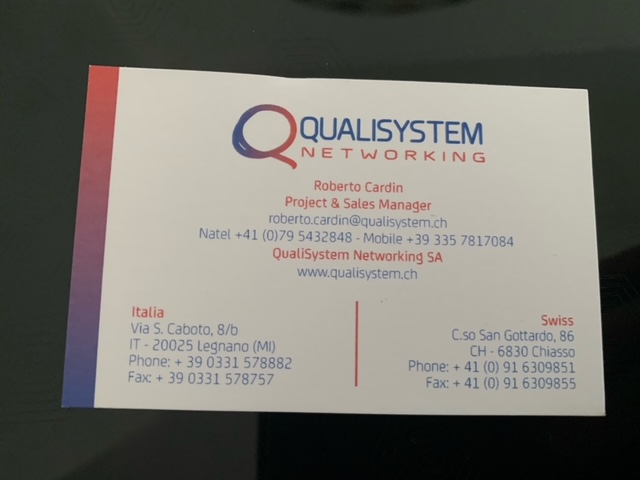 QUALISYSTEM
NETWORKING
Roberto Cardin
Project & Sales Manager
roberto.cardin@qualisystem.ch
Natel +41 (0)79 5432848 - Mobile +39 335 7817084
QualiSystem Networking SA
www.qualisystem.ch
Italia
Via S. Caboto, 8/b
IT - 20025 Legnano (MI)
Phone: + 39 0331 578882
Fax: + 39 0331 578757
Swiss
C.so San Gottardo, 86
CH - 6830 Chiasso
Phone: + 41 (0) 91 6309851
Fax: + 41 (0) 91 6309855